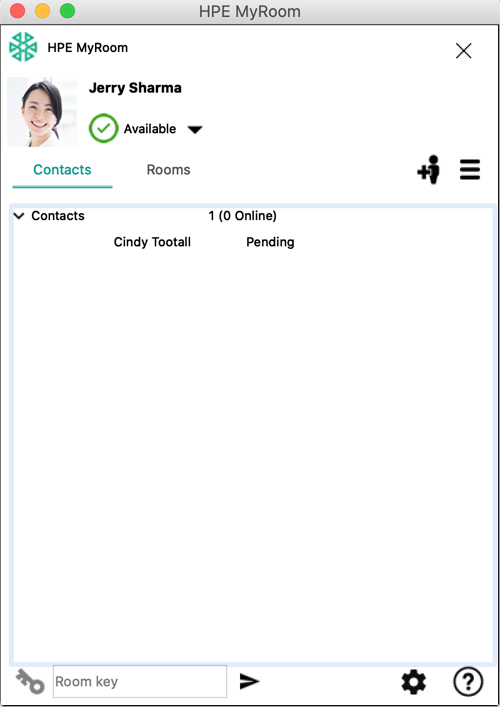 HPE MyRoom
HPE MyRoom
Jerry Sharma
Available
Contacts Rooms
Contacts 1 (0 Online)
Cindy Tootall Pending
Room key